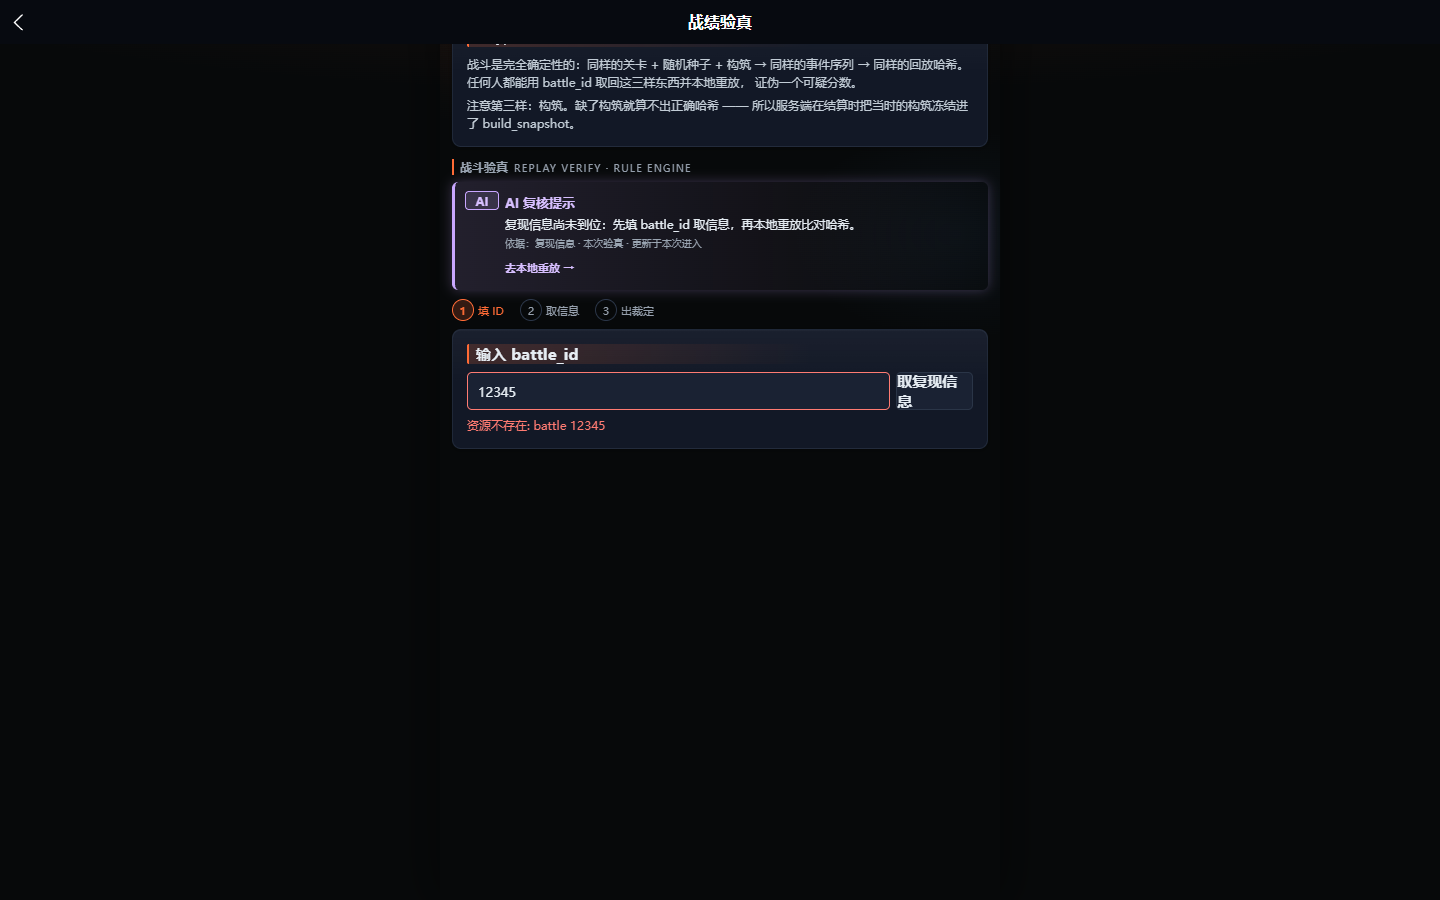 战绩验真
战斗是完全确定性的：同样的关卡 + 随机种子 + 构筑 → 同样的事件序列 → 同样的回放哈希。
任何人都能用 battle_id 取回这三样东西并本地重放， 证伪一个可疑分数。
注意第三样：构筑。缺了构筑就算不出正确哈希 —— 所以服务端在结算时把当时的构筑冻结进
了 build_snapshot。
战斗验真 REPLAY VERIFY · RULE ENGINE
AI AI 复核提示
复现信息尚未到位：先填 battle_id 取信息，再本地重放比对哈希。
依据：复现信息 · 本次验真 · 更新于本次进入
去本地重放 →
1 填 ID 2 取信息 3 出裁定
输入 battle_id
12345
取复现信
息
资源不存在: battle 12345